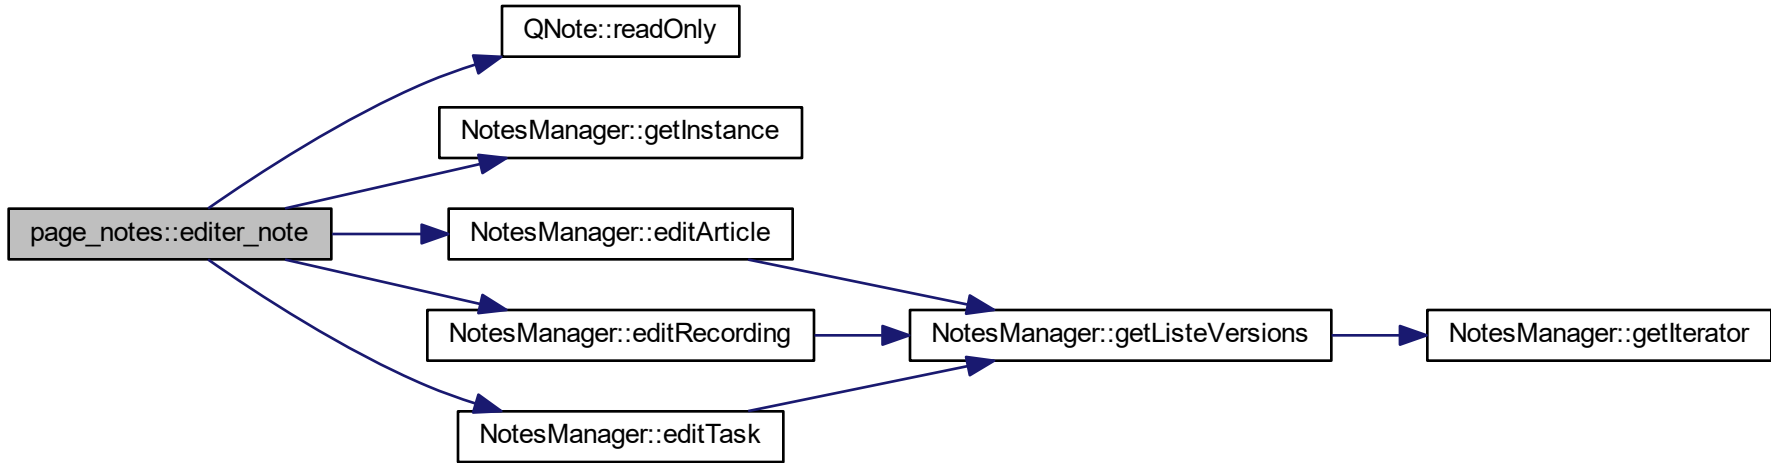 QNote::readOnly
NotesManager::getInstance
page_notes::editer_note
NotesManager::editArticle
NotesManager::editRecording
NotesManager::getListeVersions
NotesManager::getIterator
NotesManager::editTask